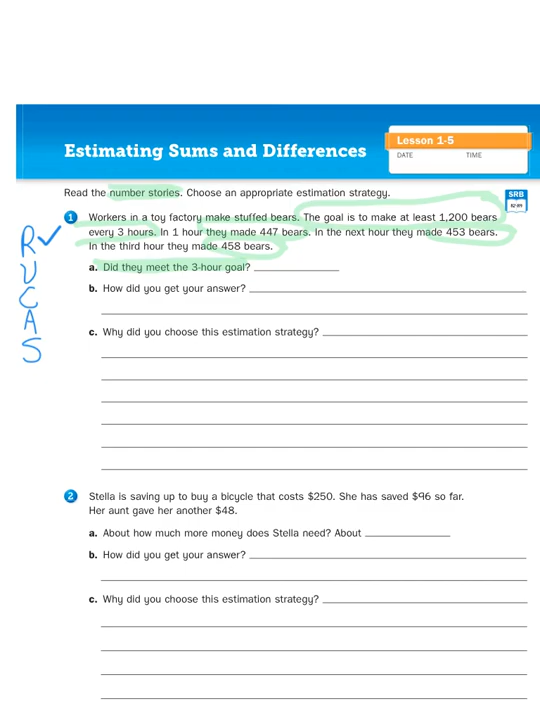 Estimating Sums and Differences
Lesson 1-5
DATE TIME
Read the number stories. Choose an appropriate estimation strategy.
SRB
82-89
1 Workers in a toy factory make stuffed bears. The goal is to make at least 1,200 bears
every 3 hours. In 1 hour they made 447 bears. In the next hour they made 453 bears.
In the third hour they made 458 bears.
R
U
C
A
S
a. Did they meet the 3-hour goal?
b. How did you get your answer?
c. Why did you choose this estimation strategy?
2 Stella is saving up to buy a bicycle that costs $250. She has saved $96 so far.
Her aunt gave her another $48.
a. About how much more money does Stella need? About
b. How did you get your answer?
c. Why did you choose this estimation strategy?